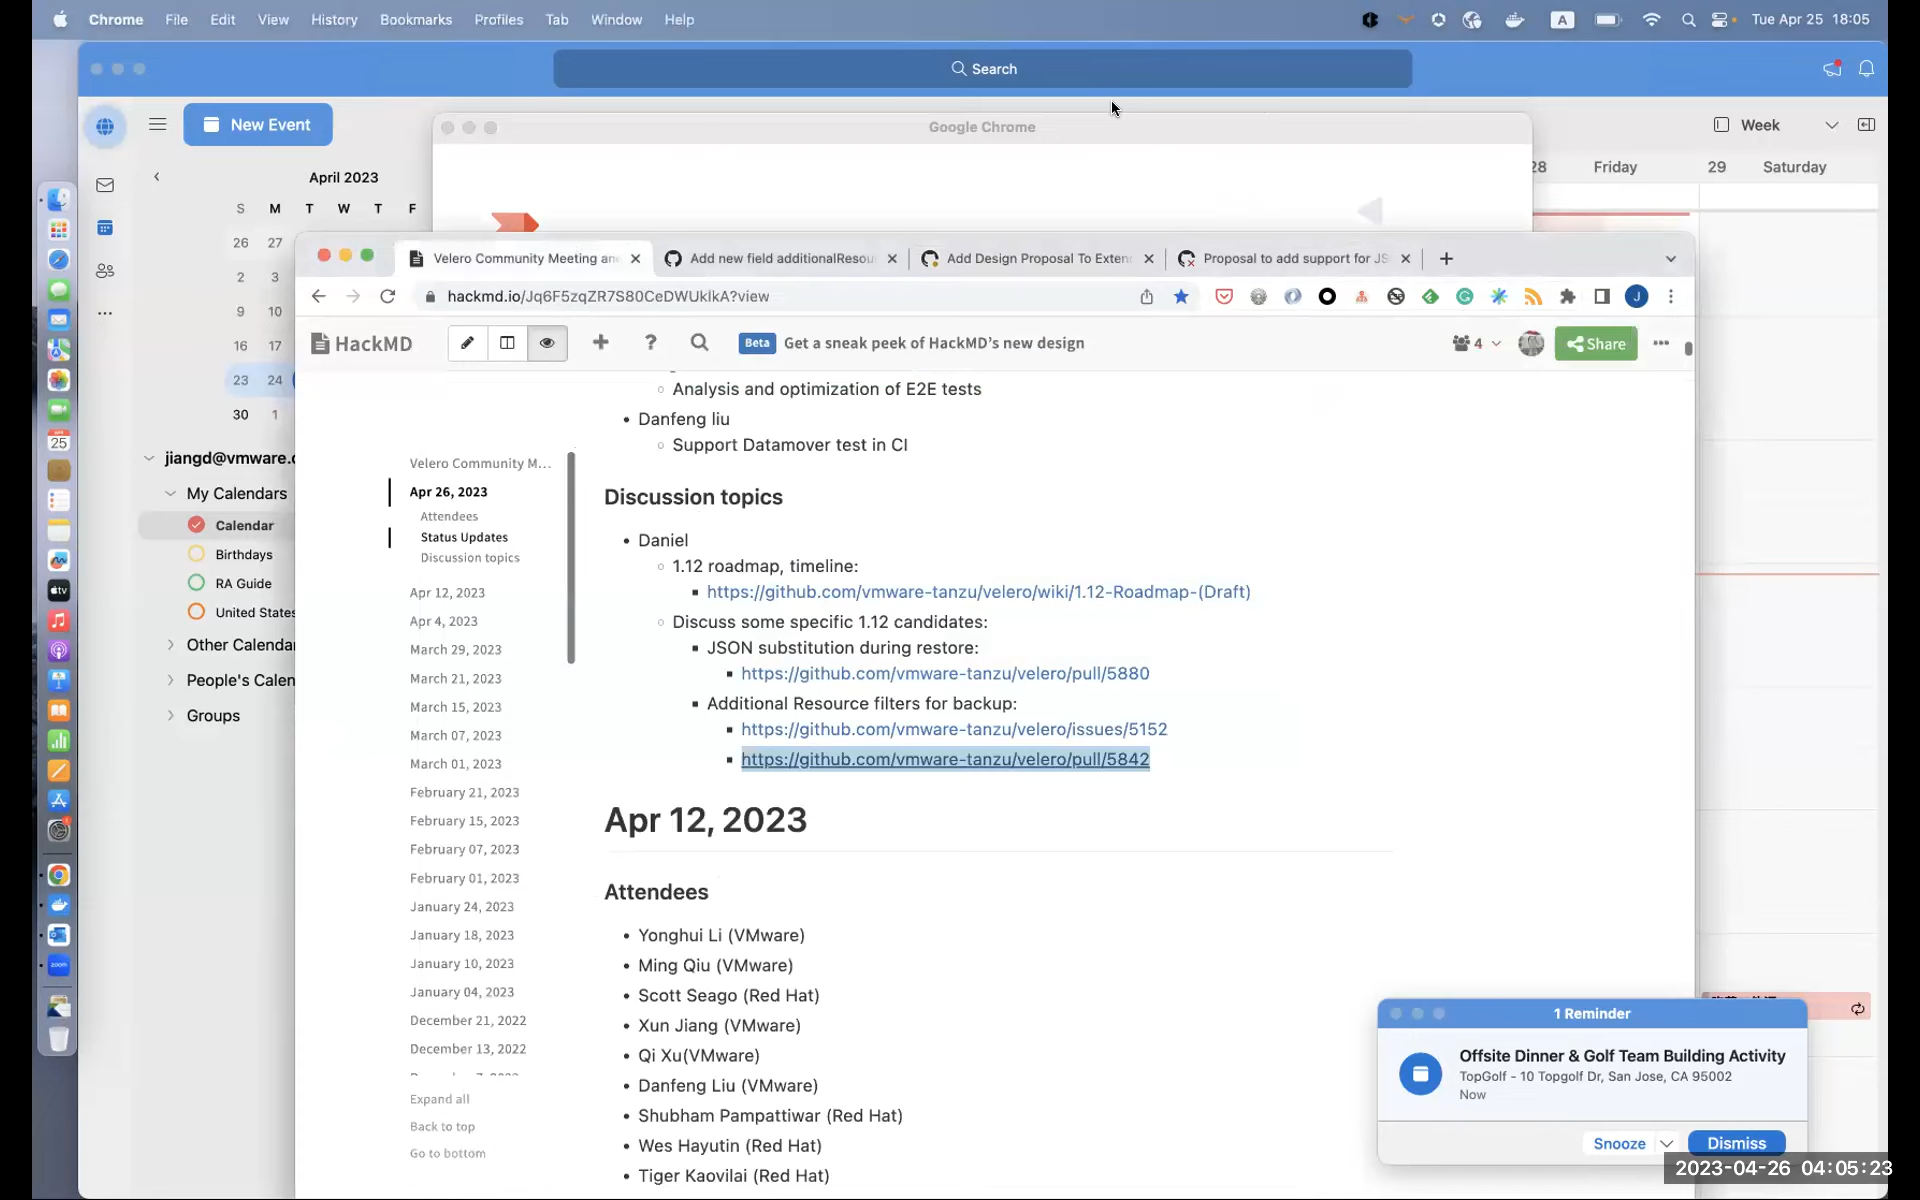 Chrome File Edit View History Bookmarks Profiles Tab Window Help A Tue Apr 25 18:05
Search
New Event
Google Chrome
Week
April 2023
28 Friday 29 Saturday
S M T W T F
26 27
2 3
9 10
16 17
23 24
30 1
jiangd@vmware.c
My Calendars
Calendar
Birthdays
RA Guide
United States
Other Calenda
People's Calen
Groups
25
tv
zoom
Velero Community Meeting an
Add new field additionalResou
Add Design Proposal To Exten
Proposal to add support for JS
hackmd.io/Jq6F5zqZR7S80CeDWUkikA?view
J
HackMD
Beta Get a sneak peek of HackMD's new design
4
Share
Velero Community M...
Apr 26, 2023
Attendees
Status Updates
Discussion topics
Apr 12, 2023
Apr 4, 2023
March 29, 2023
March 21, 2023
March 15, 2023
March 07, 2023
March 01, 2023
February 21, 2023
February 15, 2023
February 07, 2023
February 01, 2023
January 24, 2023
January 18, 2023
January 10, 2023
January 04, 2023
December 21, 2022
December 13, 2022
Expand all
Back to top
Go to bottom
Analysis and optimization of E2E tests
Danfeng liu
Support Datamover test in CI
Discussion topics
Daniel
1.12 roadmap, timeline:
https://github.com/vmware-tanzu/velero/wiki/1.12-Roadmap-(Draft)
Discuss some specific 1.12 candidates:
JSON substitution during restore:
https://github.com/vmware-tanzu/velero/pull/5880
Additional Resource filters for backup:
https://github.com/vmware-tanzu/velero/issues/5152
https://github.com/vmware-tanzu/velero/pull/5842
Apr 12, 2023
Attendees
Yonghui Li (VMware)
Ming Qiu (VMware)
Scott Seago (Red Hat)
Xun Jiang (VMware)
Qi Xu(VMware)
Danfeng Liu (VMware)
Shubham Pampattiwar (Red Hat)
Wes Hayutin (Red Hat)
Tiger Kaovilai (Red Hat)
1 Reminder
Offsite Dinner & Golf Team Building Activity
TopGolf - 10 Topgolf Dr, San Jose, CA 95002
Now
Snooze
Dismiss
2023-04-26 04:05:23